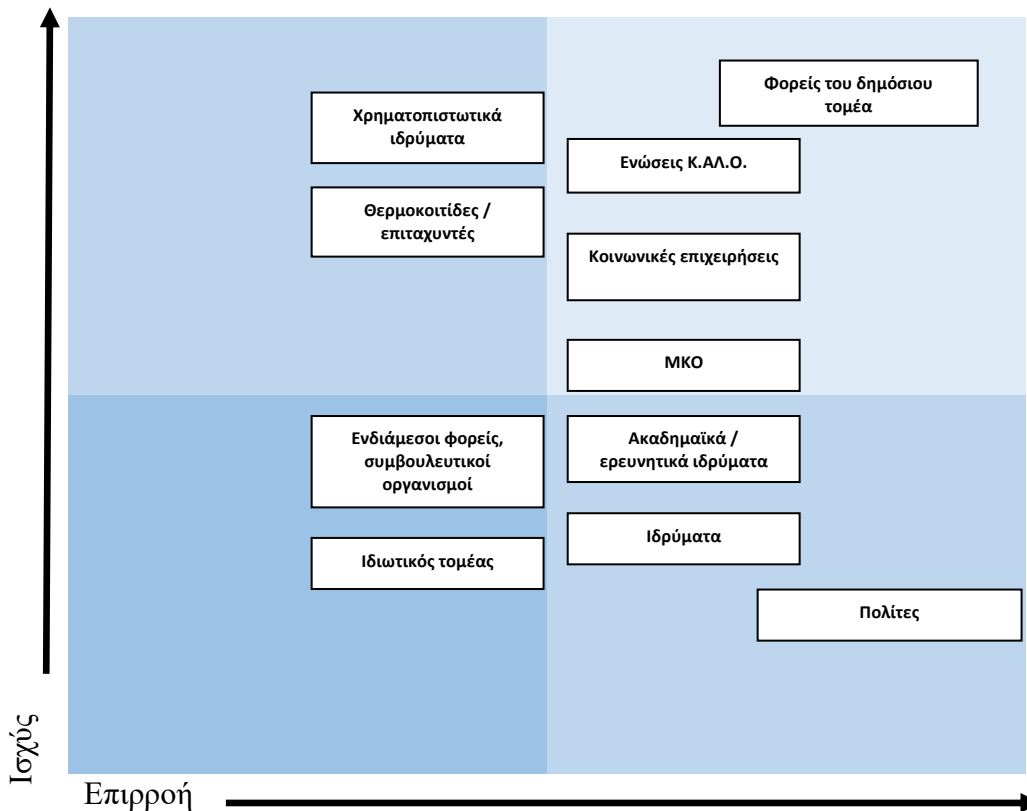 Φορείς του δημόσιου
τομέα
Χρηματοπιστωτικά
ιδρύματα
Ενώσεις Κ.ΑΛ.Ο.
Θερμοκοιτίδες /
επιταχυντές
Κοινωνικές επιχειρήσεις
ΜΚΟ
Ενδιάμεσοι φορείς,
συμβουλευτικοί
οργανισμοί
Ακαδημαϊκά /
ερευνητικά ιδρύματα
Ιδρύματα
Ιδιωτικός τομέας
Πολίτες
Ισχύς
Επιρροή